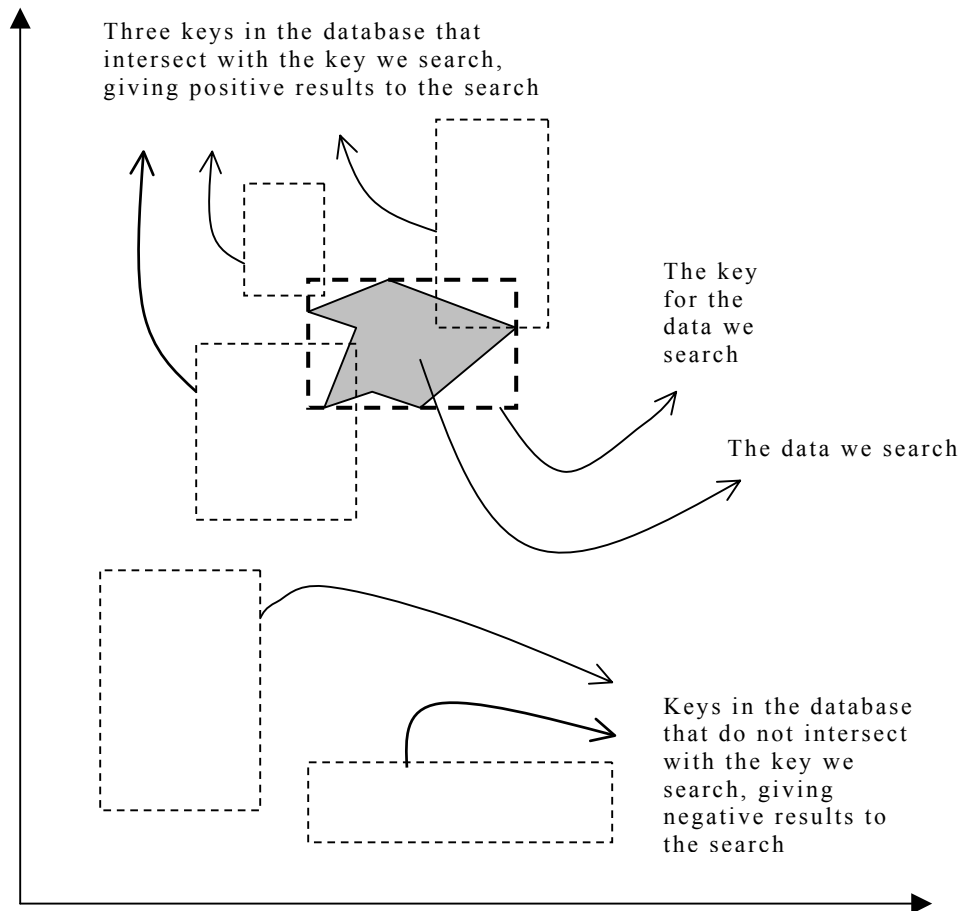 Three keys in the database that
intersect with the key we search,
giving positive results to the search
The key
for the
data we
search
The data we search
Keys in the database
that do not intersect
with the key we
search, giving
negative results to
the search